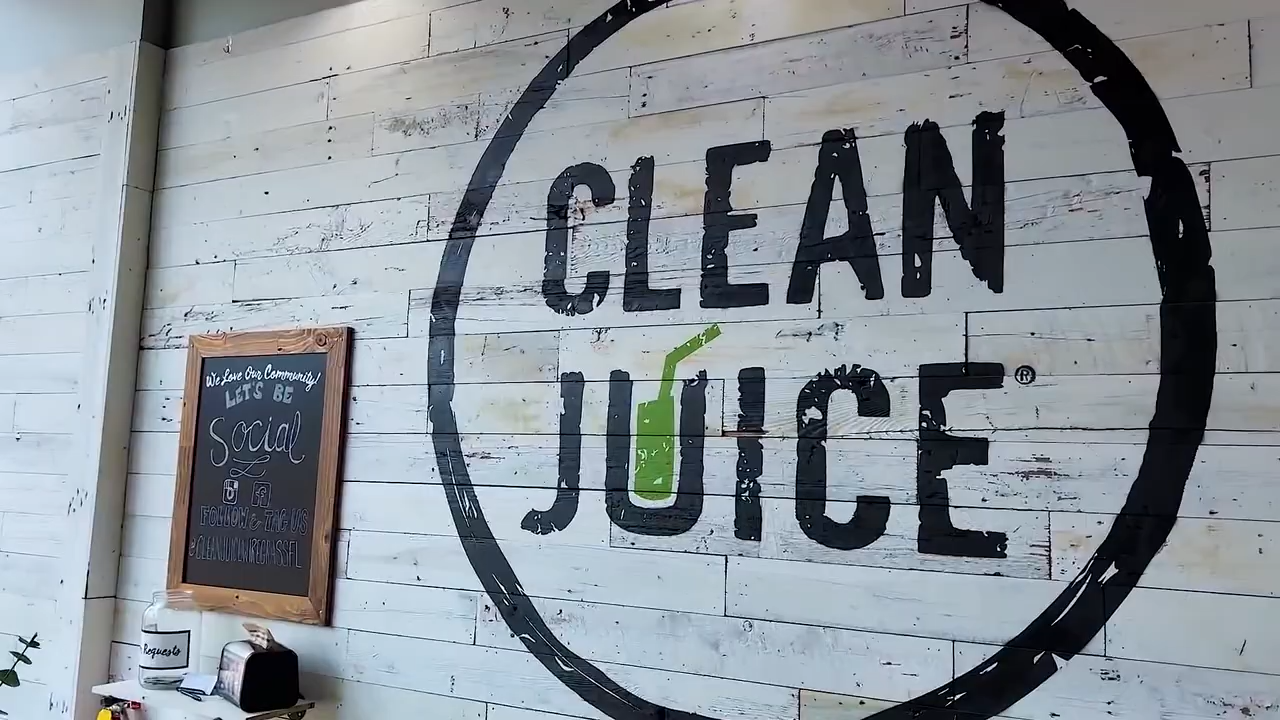 CLEAN
JUICE®
We Love Our Community!
LET'S BE
Social
FOLLOW & TAG US
Requests